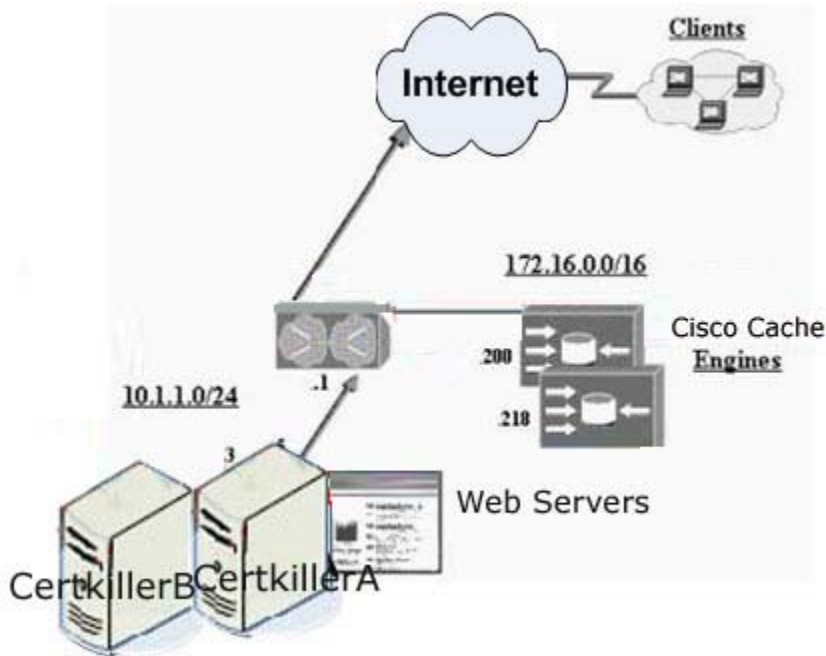 Clients
Internet
172.16.0.0/16
Cisco Cache
Engines
.200
.218
.1
10.1.1.0/24
3
Web Servers
CertkillerB
CertkillerA